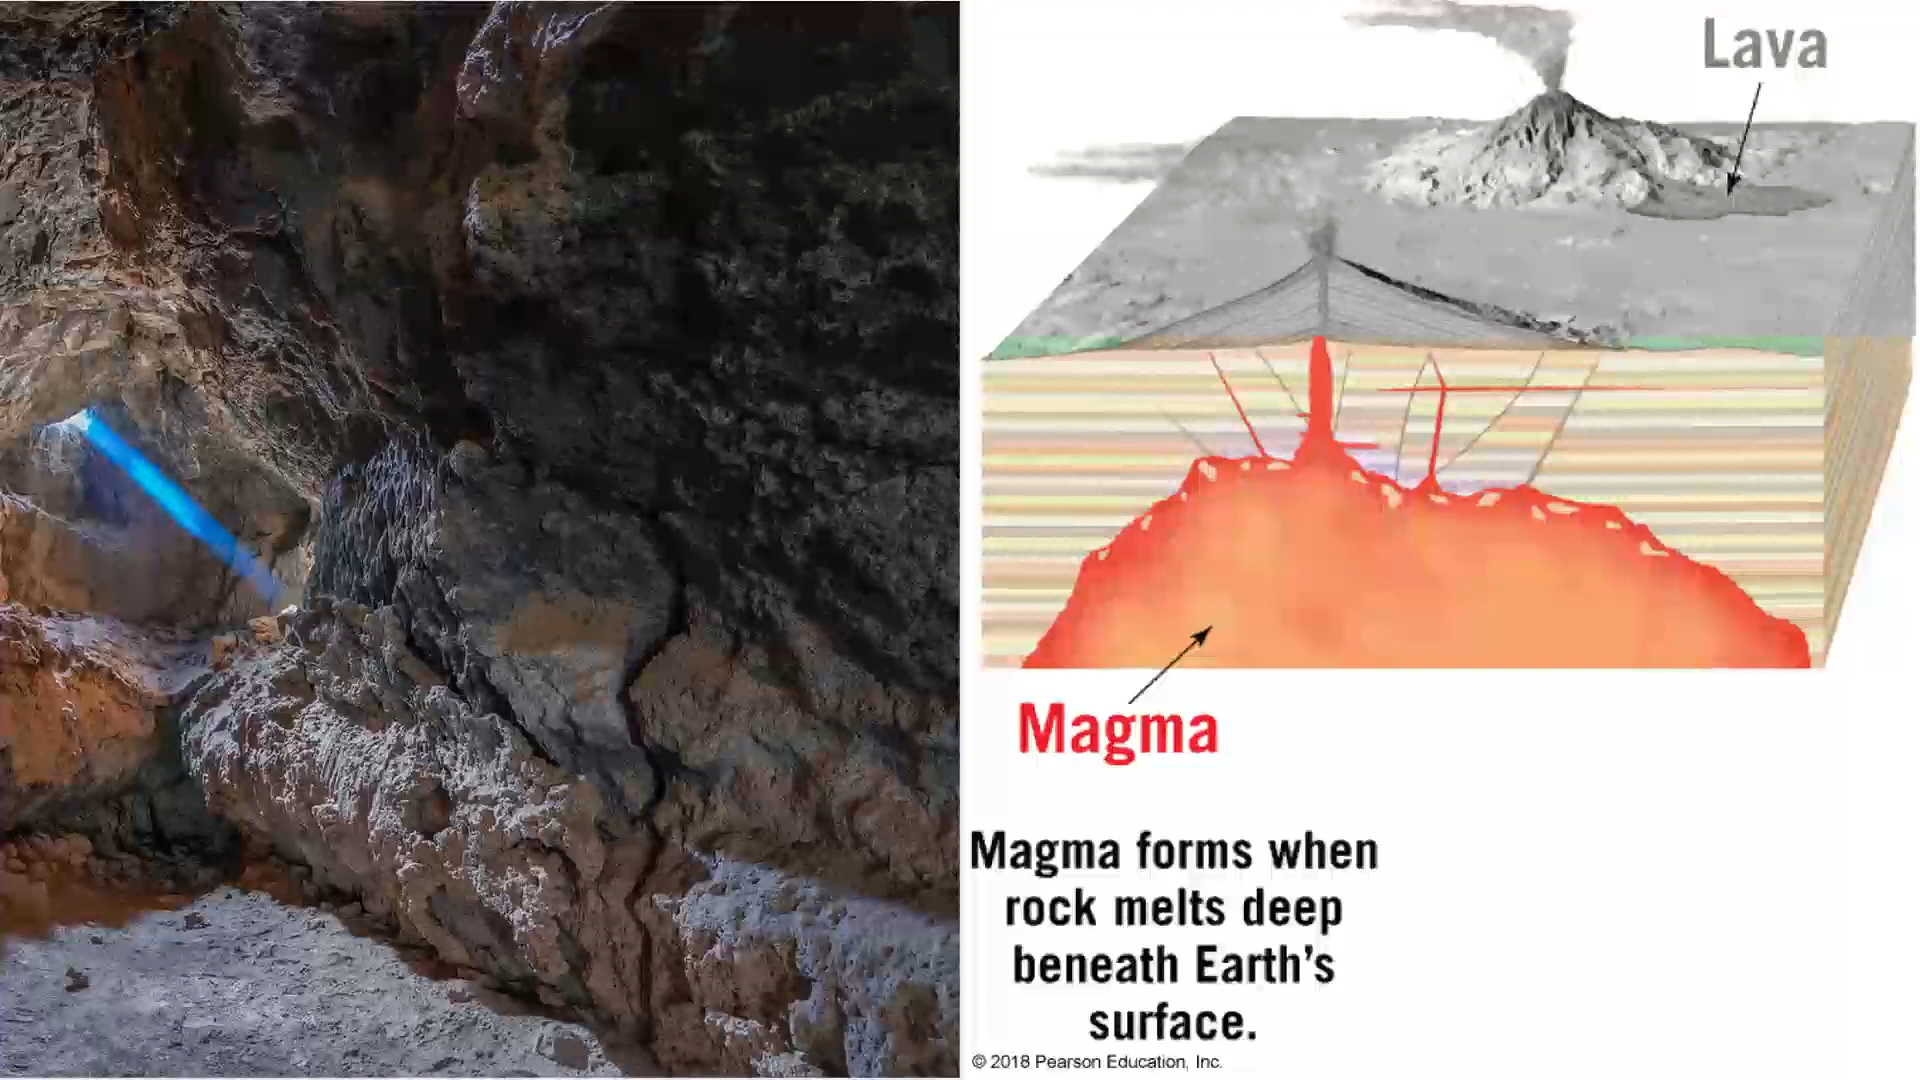 Lava
Magma
Magma forms when
rock melts deep
beneath Earth's
surface.
© 2018 Pearson Education, Inc.